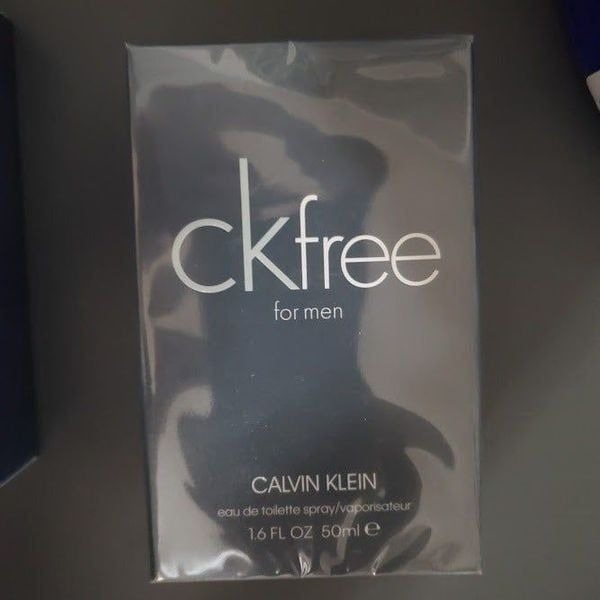 ckfree
for men
CALVIN KLEIN
eau de toilette spray/vaporisateur
1.6 FL OZ 50ml ℮